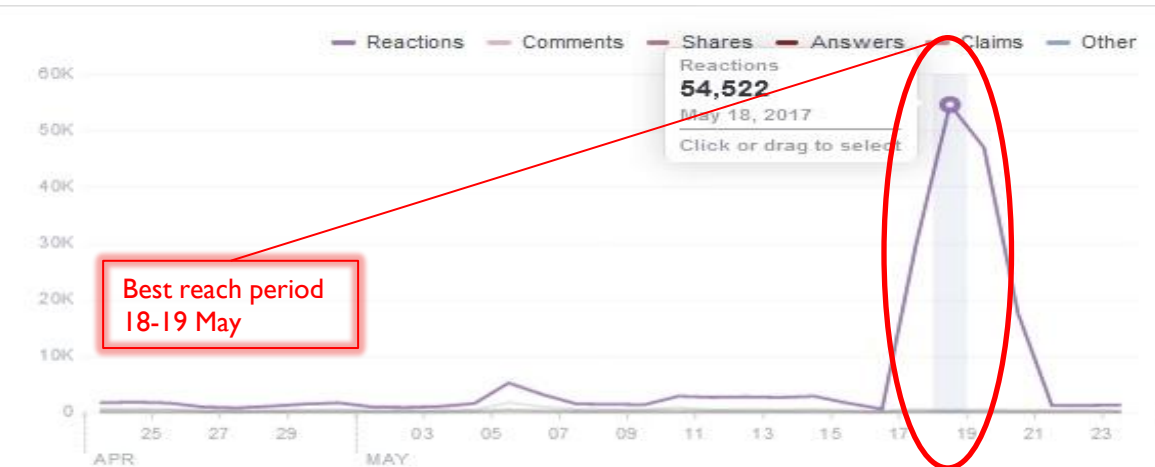 Reactions Comments Shares Answers Claims Other
Reactions
54,522
May 18, 2017
Click or drag to select
60K
50K
40K
30K
20K
10K
0
Best reach period
18-19 May
25 27 29 03 05 07 09 11 13 15 17 19 21 23
APR MAY